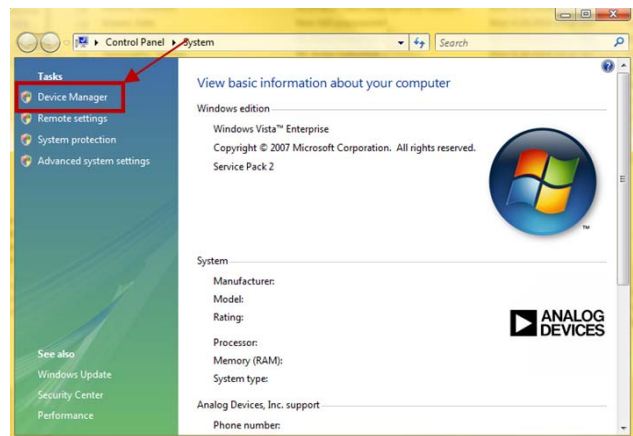 Control Panel ▸ System
Search
Tasks
Device Manager
Remote settings
System protection
Advanced system settings
See also
Windows Update
Security Center
Performance
View basic information about your computer
Windows edition
Windows Vista™ Enterprise
Copyright © 2007 Microsoft Corporation. All rights reserved.
Service Pack 2
TM
System
Manufacturer:
Model:
Rating:
Processor:
Memory (RAM):
System type:
ANALOG
DEVICES
Analog Devices, Inc. support
Phone number: